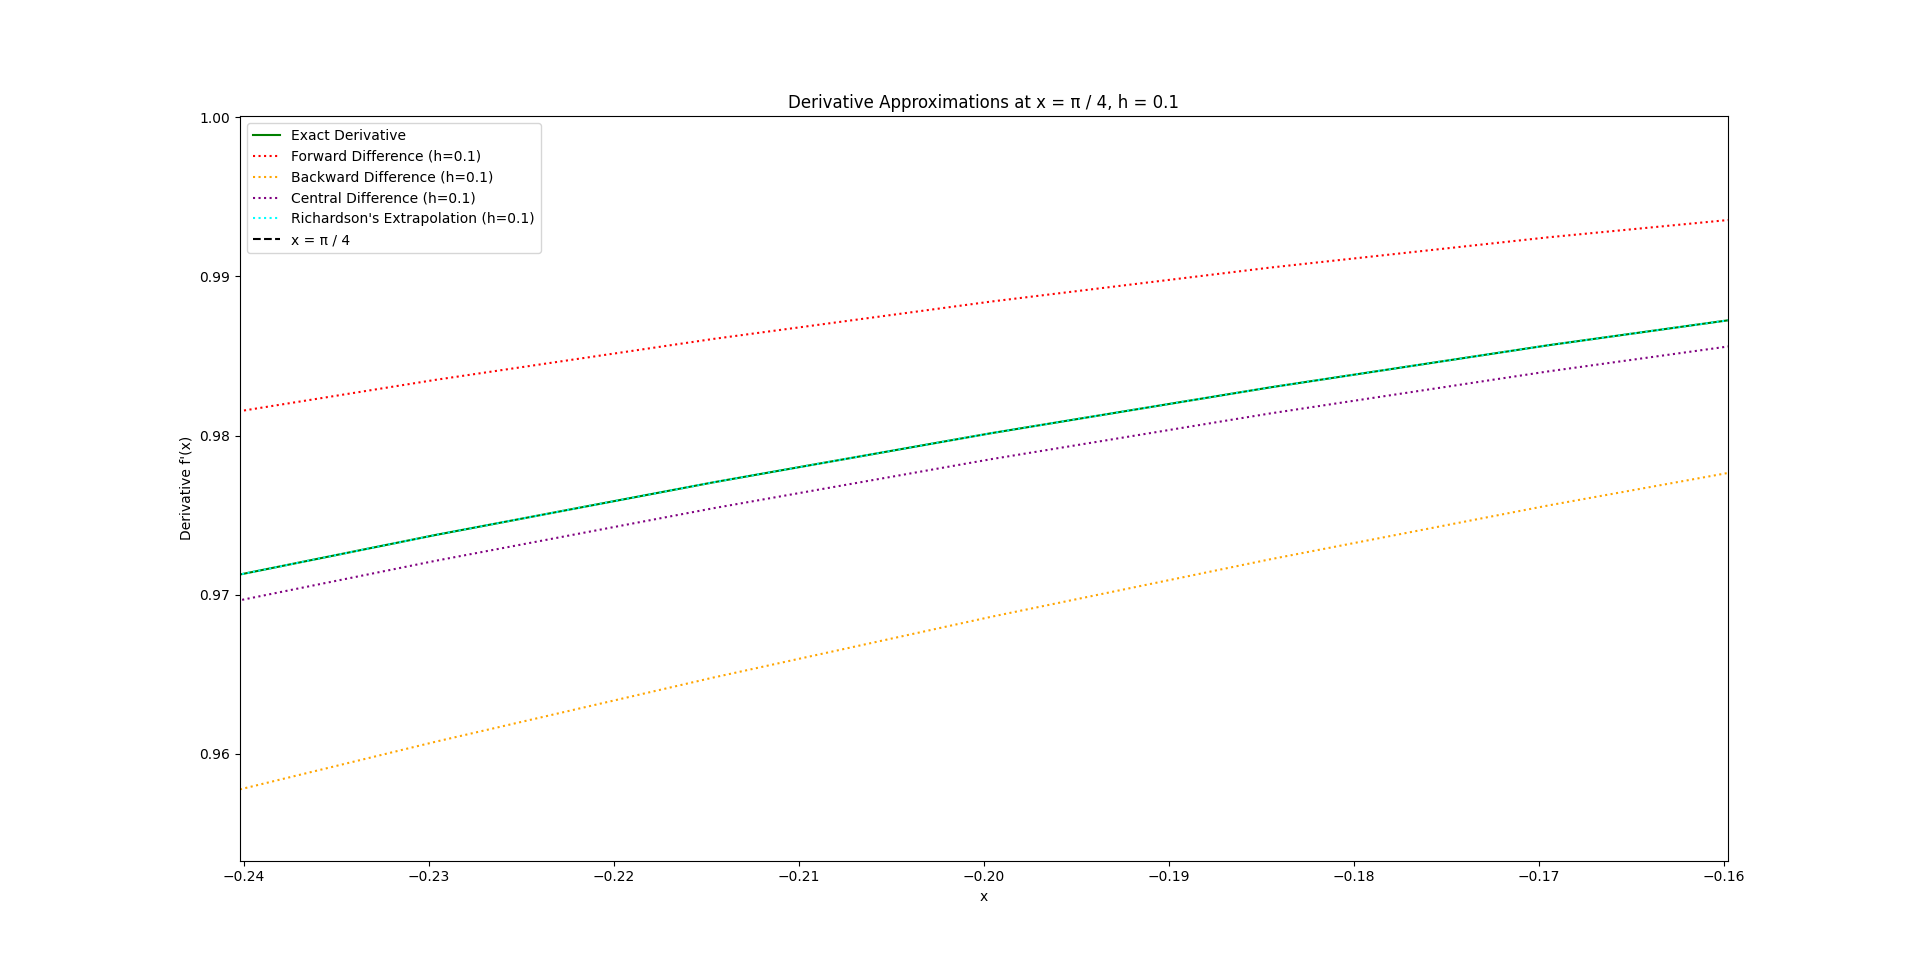 Derivative Approximations at x = π / 4, h = 0.1
Exact Derivative
Forward Difference (h=0.1)
Backward Difference (h=0.1)
Central Difference (h=0.1)
Richardson's Extrapolation (h=0.1)
x = π / 4
1.00
0.99
0.98
0.97
0.96
Derivative f'(x)
−0.24 −0.23 −0.22 −0.21 −0.20 −0.19 −0.18 −0.17 −0.16
x